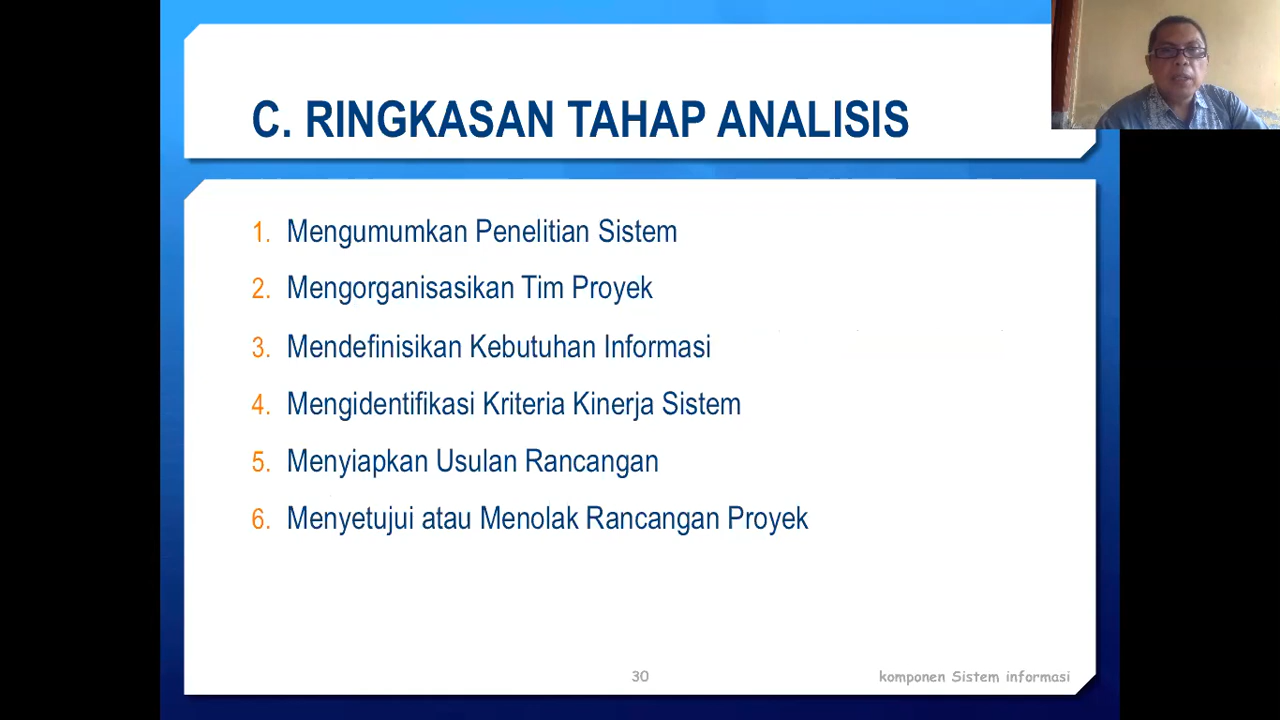 C. RINGKASAN TAHAP ANALISIS
1. Mengumumkan Penelitian Sistem
2. Mengorganisasikan Tim Proyek
3. Mendefinisikan Kebutuhan Informasi
4. Mengidentifikasi Kriteria Kinerja Sistem
5. Menyiapkan Usulan Rancangan
6. Menyetujui atau Menolak Rancangan Proyek
30
komponen Sistem informasi